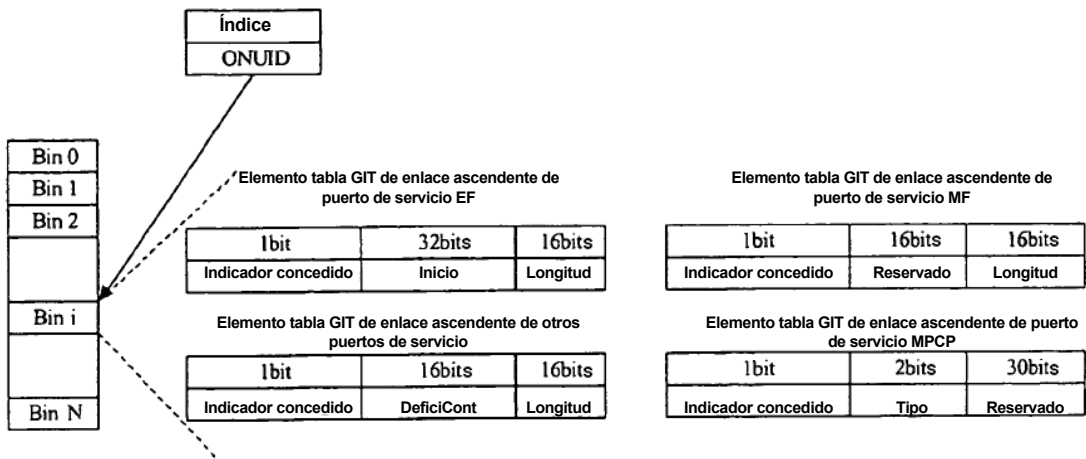 Índice
ONUID
Bin 0
Bin 1
Bin 2
Bin i
Bin N
Elemento tabla GIT de enlace ascendente de
puerto de servicio EF
1bit 32bits 16bits
Indicador concedido Inicio Longitud
Elemento tabla GIT de enlace ascendente de
puerto de servicio MF
1bit 16bits 16bits
Indicador concedido Reservado Longitud
Elemento tabla GIT de enlace ascendente de otros
puertos de servicio
1bit 16bits 16bits
Indicador concedido DeficiCont Longitud
Elemento tabla GIT de enlace ascendente de puerto
de servicio MPCP
1bit 2bits 30bits
Indicador concedido Tipo Reservado